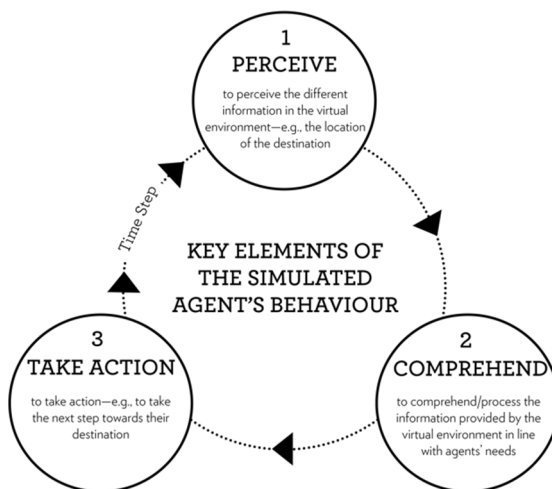 1
PERCEIVE
to perceive the different
information in the virtual
environment—e.g., the location
of the destination
Time Step
KEY ELEMENTS OF
THE SIMULATED
AGENT'S BEHAVIOUR
3
TAKE ACTION
to take action—e.g., to take
the next step towards their
destination
2
COMPREHEND
to comprehend/process the
information provided by the
virtual environment in line
with agents' needs